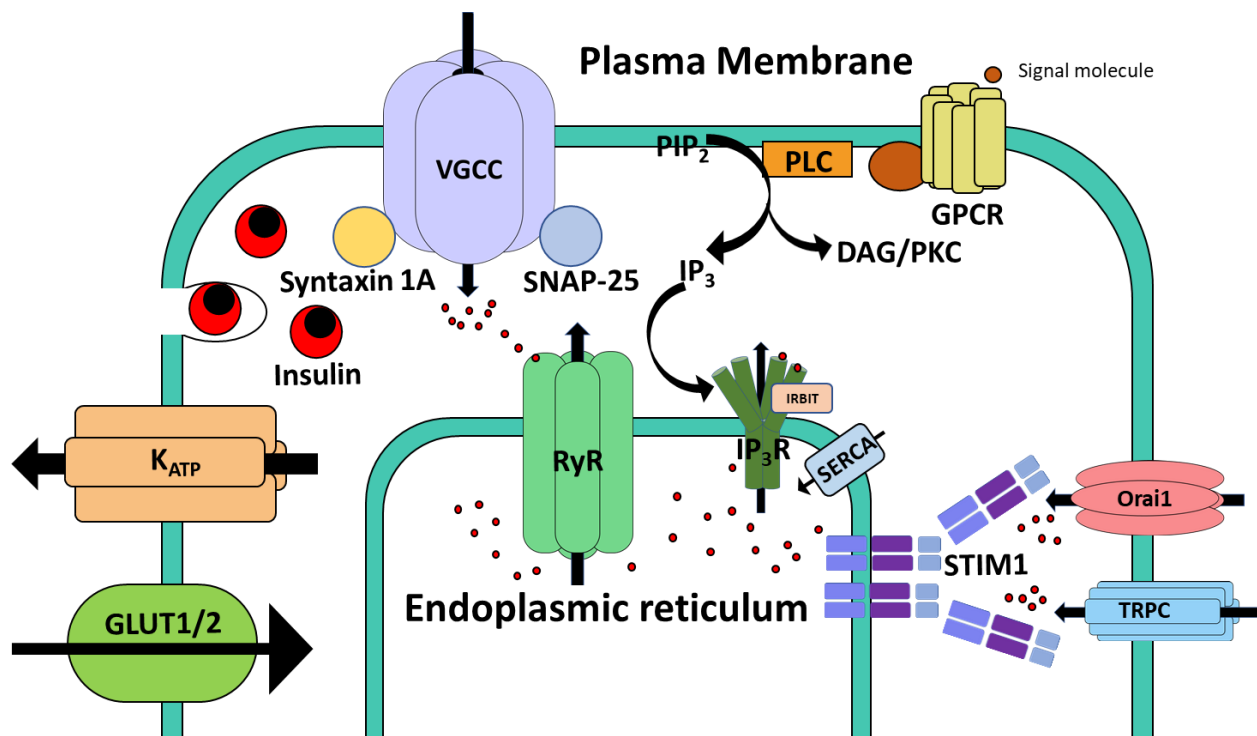 Plasma Membrane
Signal molecule
VGCC
PIP₂
PLC
GPCR
Syntaxin 1A
SNAP-25
IP₃
DAG/PKC
Insulin
IRBIT
K_ATP
RyR
IP₃R
SERCA
Orai1
STIM1
Endoplasmic reticulum
TRPC
GLUT1/2